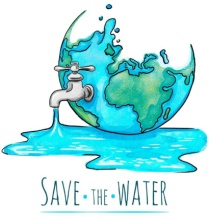 SAVE • THE • WATER